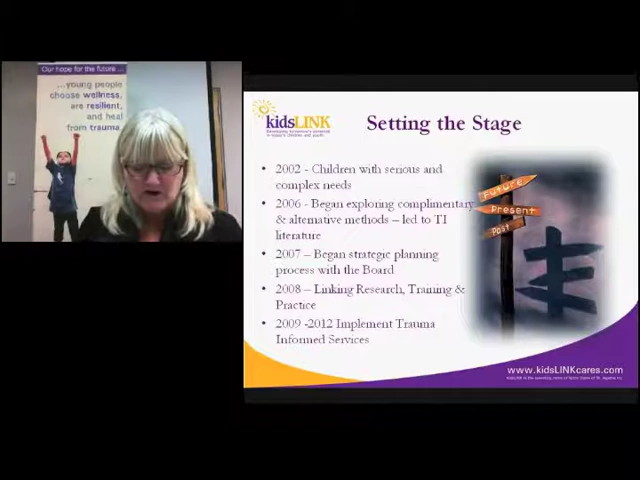 Our hope for the future ...
...young people
choose wellness,
are resilient,
and heal
from trauma.
kidsLINK
Setting the Stage
• 2002 - Children with serious and
complex needs
• 2006 - Began exploring complimentary
& alternative methods – led to TI
literature
• 2007 – Began strategic planning
process with the Board
• 2008 – Linking Research, Training &
Practice
• 2009 -2012 Implement Trauma
Informed Services
Future
Present
Past
www.kidsLINKcares.com